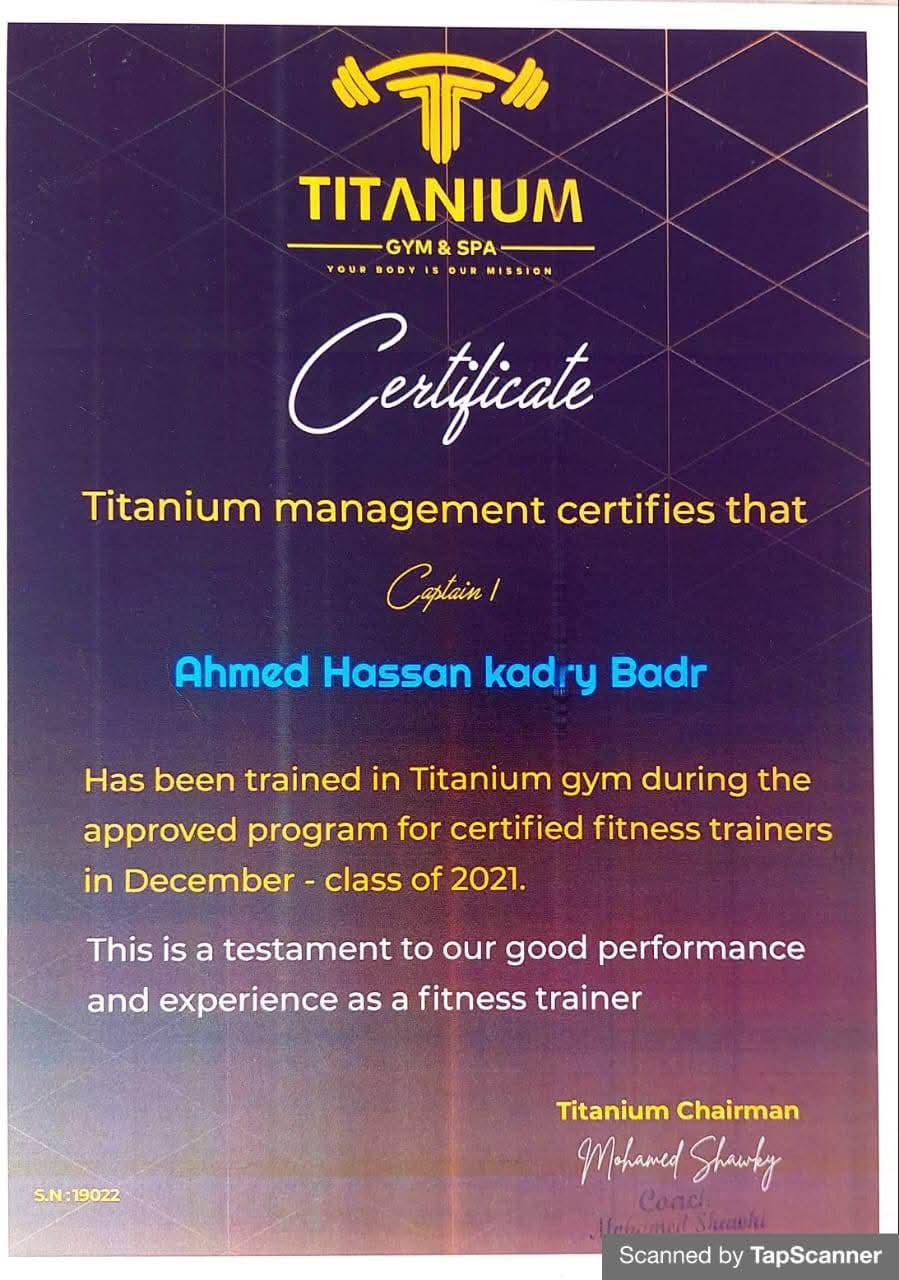 TITANIUM
GYM & SPA
YOUR BODY IS OUR MISSION
Certificate
Titanium management certifies that
Captain /
Ahmed Hassan kadry Badr
Has been trained in Titanium gym during the
approved program for certified fitness trainers
in December - class of 2021.
This is a testament to our good performance
and experience as a fitness trainer
Titanium Chairman
Mohamed Shawky
S.N :19022
Coach
Mohamed Shawki
Scanned by TapScanner